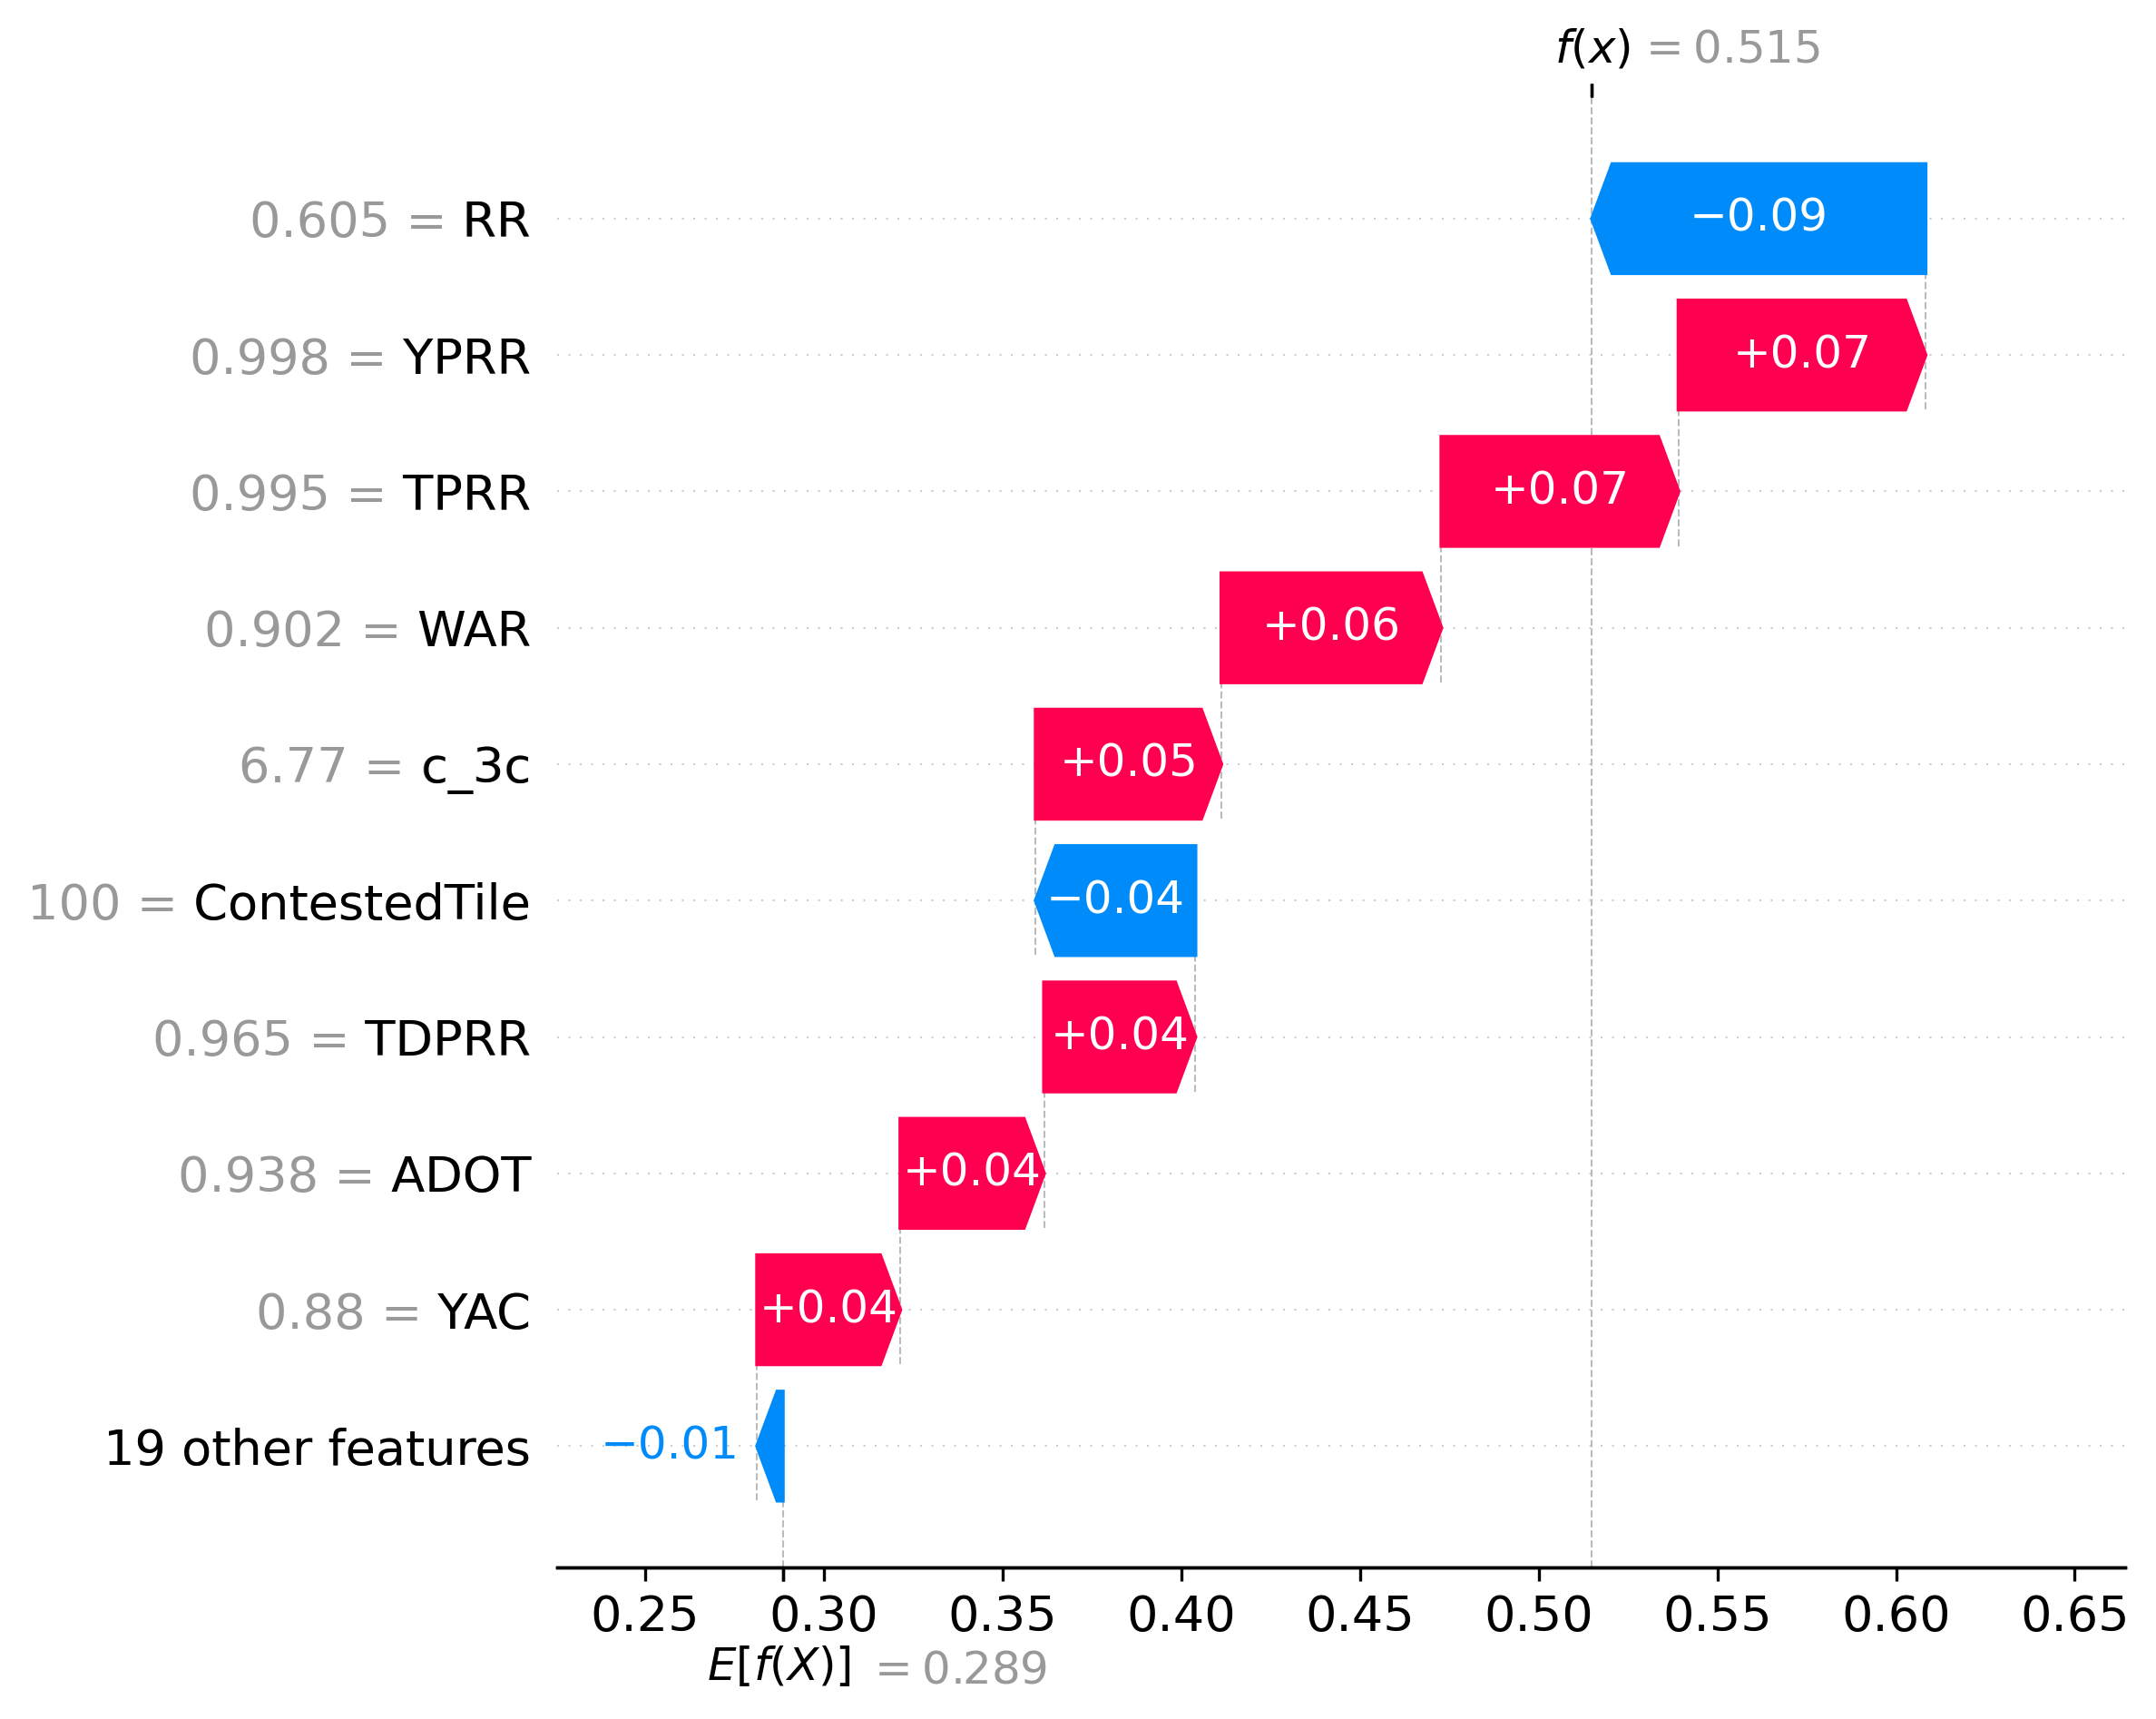 f(x) = 0.515
0.605 = RR
−0.09
0.998 = YPRR
+0.07
0.995 = TPRR
+0.07
0.902 = WAR
+0.06
6.77 = c_3c
+0.05
100 = ContestedTile
−0.04
0.965 = TDPRR
+0.04
0.938 = ADOT
+0.04
0.88 = YAC
+0.04
19 other features
−0.01
0.25 0.30 0.35 0.40 0.45 0.50 0.55 0.60 0.65
E[f(X)] = 0.289